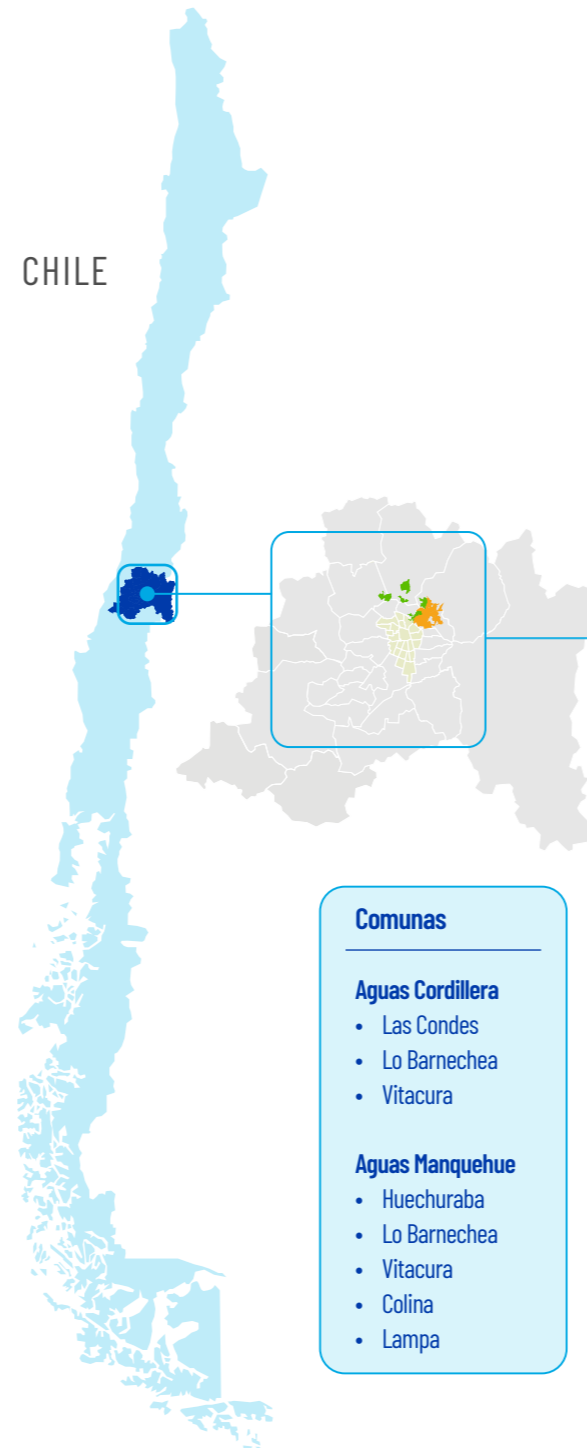 CHILE
Comunas
Aguas Cordillera
• Las Condes
• Lo Barnechea
• Vitacura
Aguas Manquehue
• Huechuraba
• Lo Barnechea
• Vitacura
• Colina
• Lampa